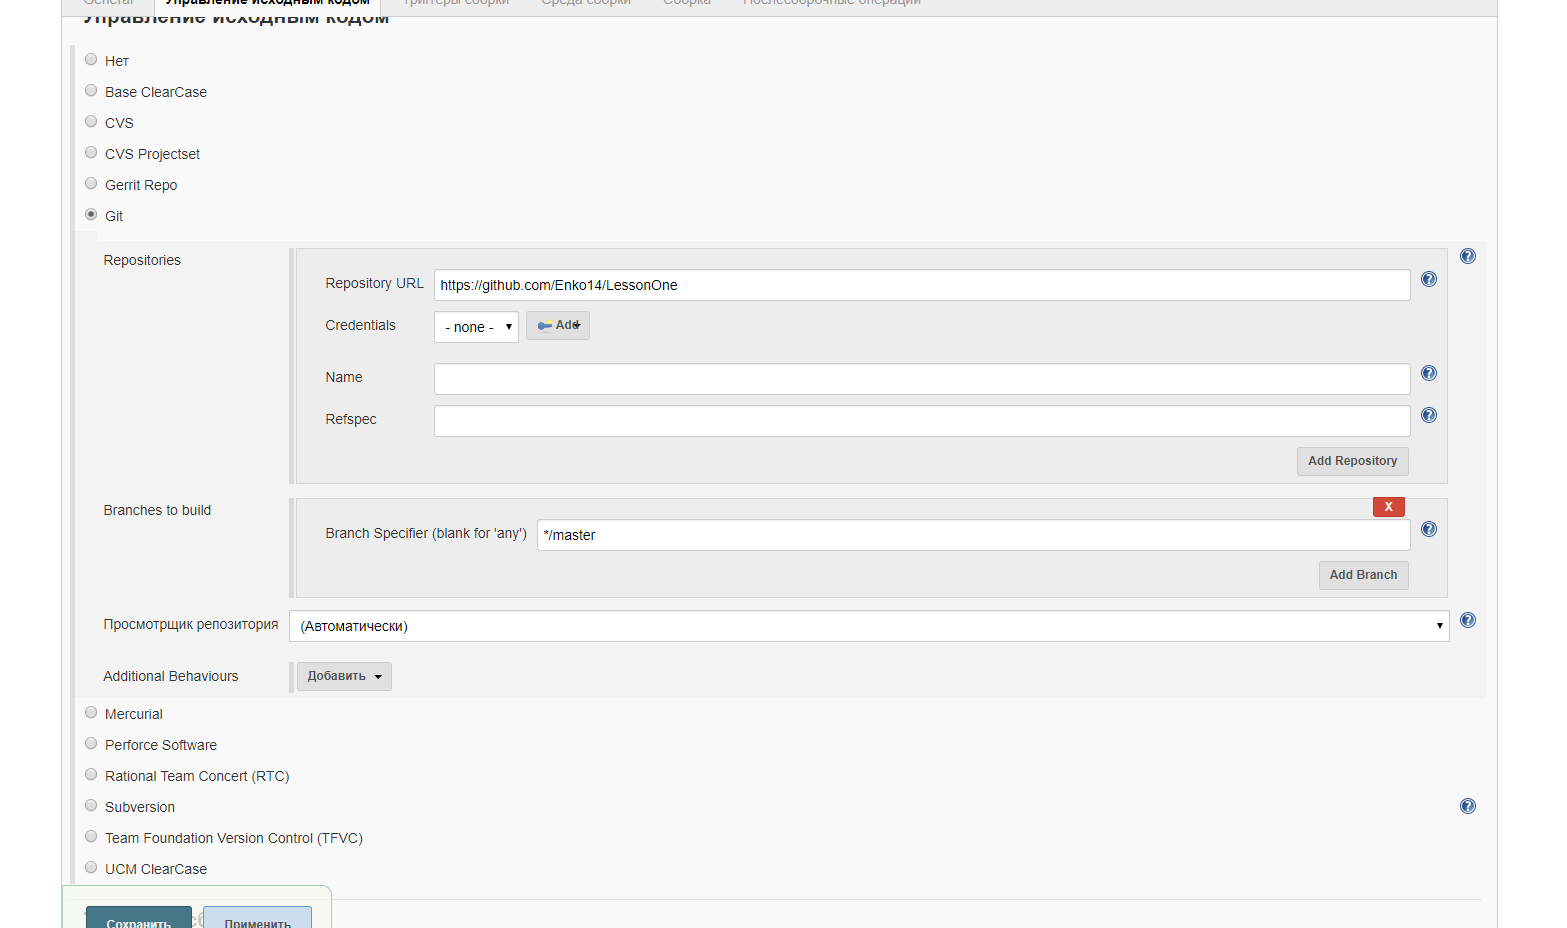 General Управление исходным кодом Триггеры сборки Среда сборки Сборка Послесборочные операции
Управление исходным кодом
Нет
Base ClearCase
CVS
CVS Projectset
Gerrit Repo
Git
Repositories
Repository URL https://github.com/Enko14/LessonOne
Credentials - none - Add
Name
Refspec
Add Repository
Branches to build
X
Branch Specifier (blank for 'any') */master
Add Branch
Просмотрщик репозитория (Автоматически)
Additional Behaviours Добавить
Mercurial
Perforce Software
Rational Team Concert (RTC)
Subversion
Team Foundation Version Control (TFVC)
UCM ClearCase
Сохранить Применить